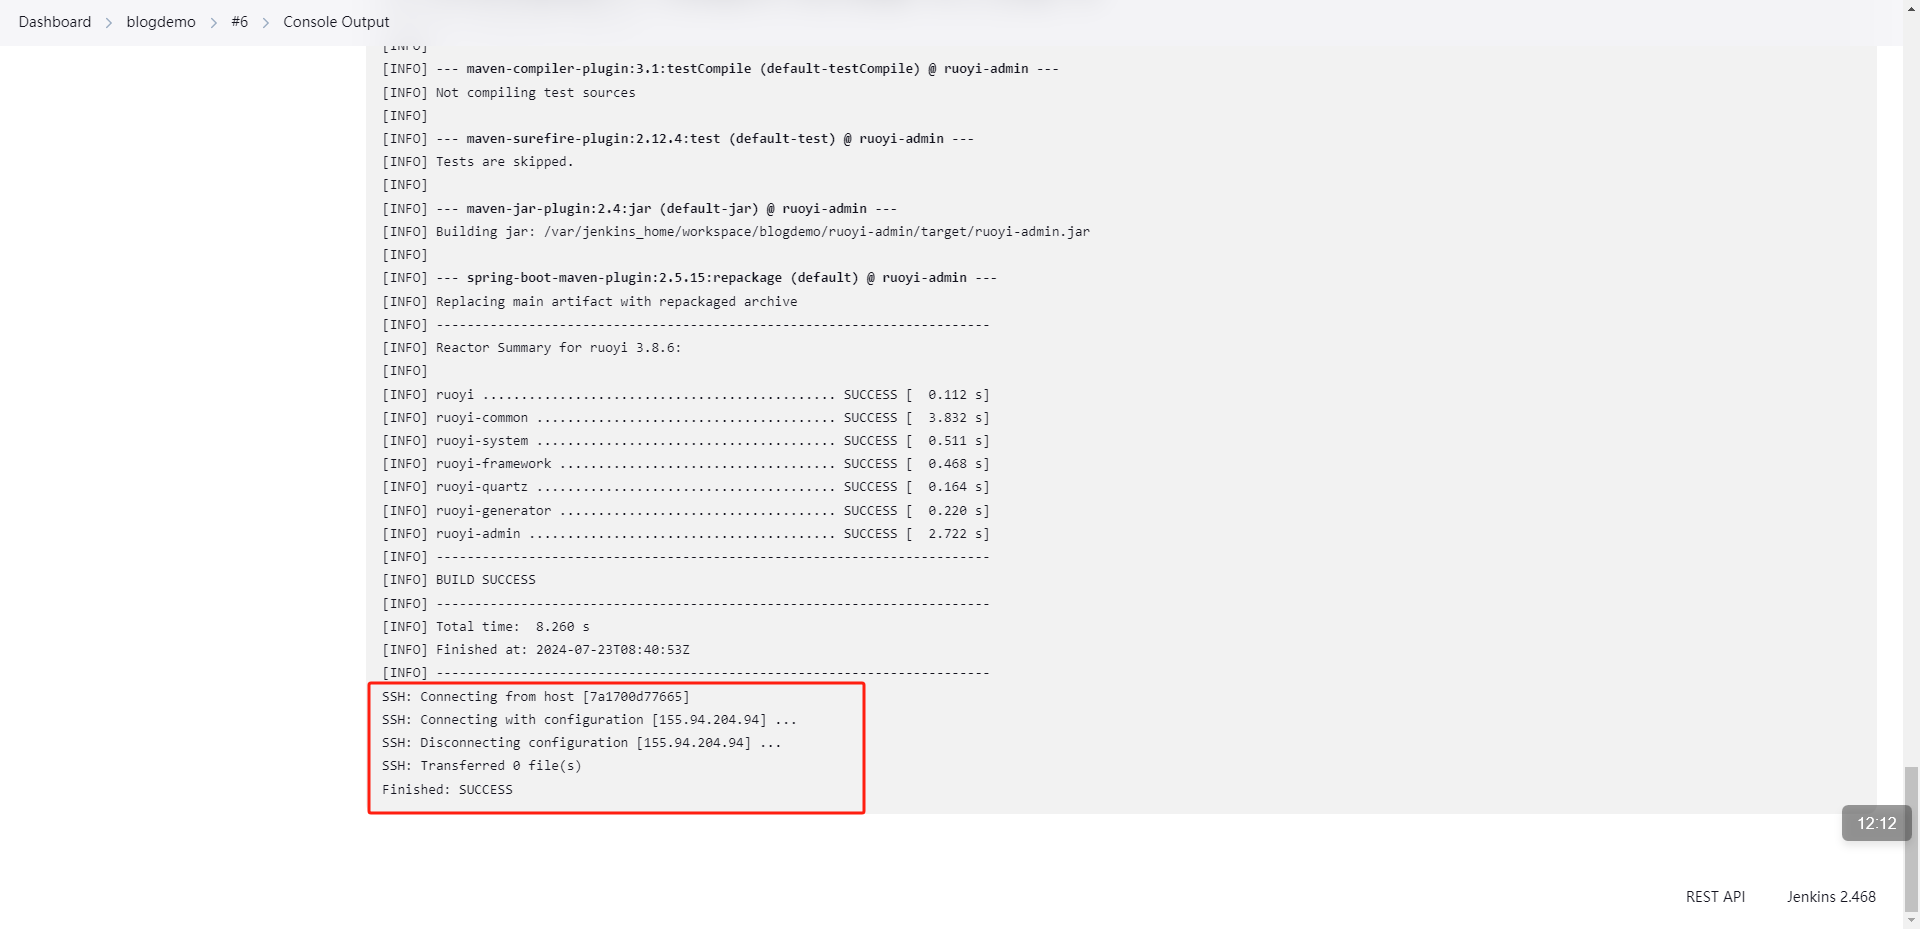 Dashboard > blogdemo > #6 > Console Output
[INFO]
[INFO] --- maven-compiler-plugin:3.1:testCompile (default-testCompile) @ ruoyi-admin ---
[INFO] Not compiling test sources
[INFO]
[INFO] --- maven-surefire-plugin:2.12.4:test (default-test) @ ruoyi-admin ---
[INFO] Tests are skipped.
[INFO]
[INFO] --- maven-jar-plugin:2.4:jar (default-jar) @ ruoyi-admin ---
[INFO] Building jar: /var/jenkins_home/workspace/blogdemo/ruoyi-admin/target/ruoyi-admin.jar
[INFO]
[INFO] --- spring-boot-maven-plugin:2.5.15:repackage (default) @ ruoyi-admin ---
[INFO] Replacing main artifact with repackaged archive
[INFO] ------------------------------------------------------------------------
[INFO] Reactor Summary for ruoyi 3.8.6:
[INFO]
[INFO] ruoyi .............................................. SUCCESS [  0.112 s]
[INFO] ruoyi-common ....................................... SUCCESS [  3.832 s]
[INFO] ruoyi-system ....................................... SUCCESS [  0.511 s]
[INFO] ruoyi-framework .................................... SUCCESS [  0.468 s]
[INFO] ruoyi-quartz ....................................... SUCCESS [  0.164 s]
[INFO] ruoyi-generator .................................... SUCCESS [  0.220 s]
[INFO] ruoyi-admin ........................................ SUCCESS [  2.722 s]
[INFO] ------------------------------------------------------------------------
[INFO] BUILD SUCCESS
[INFO] ------------------------------------------------------------------------
[INFO] Total time:  8.260 s
[INFO] Finished at: 2024-07-23T08:40:53Z
[INFO] ------------------------------------------------------------------------
SSH: Connecting from host [7a1700d77665]
SSH: Connecting with configuration [155.94.204.94] ...
SSH: Disconnecting configuration [155.94.204.94] ...
SSH: Transferred 0 file(s)
Finished: SUCCESS
12:12
REST API
Jenkins 2.468